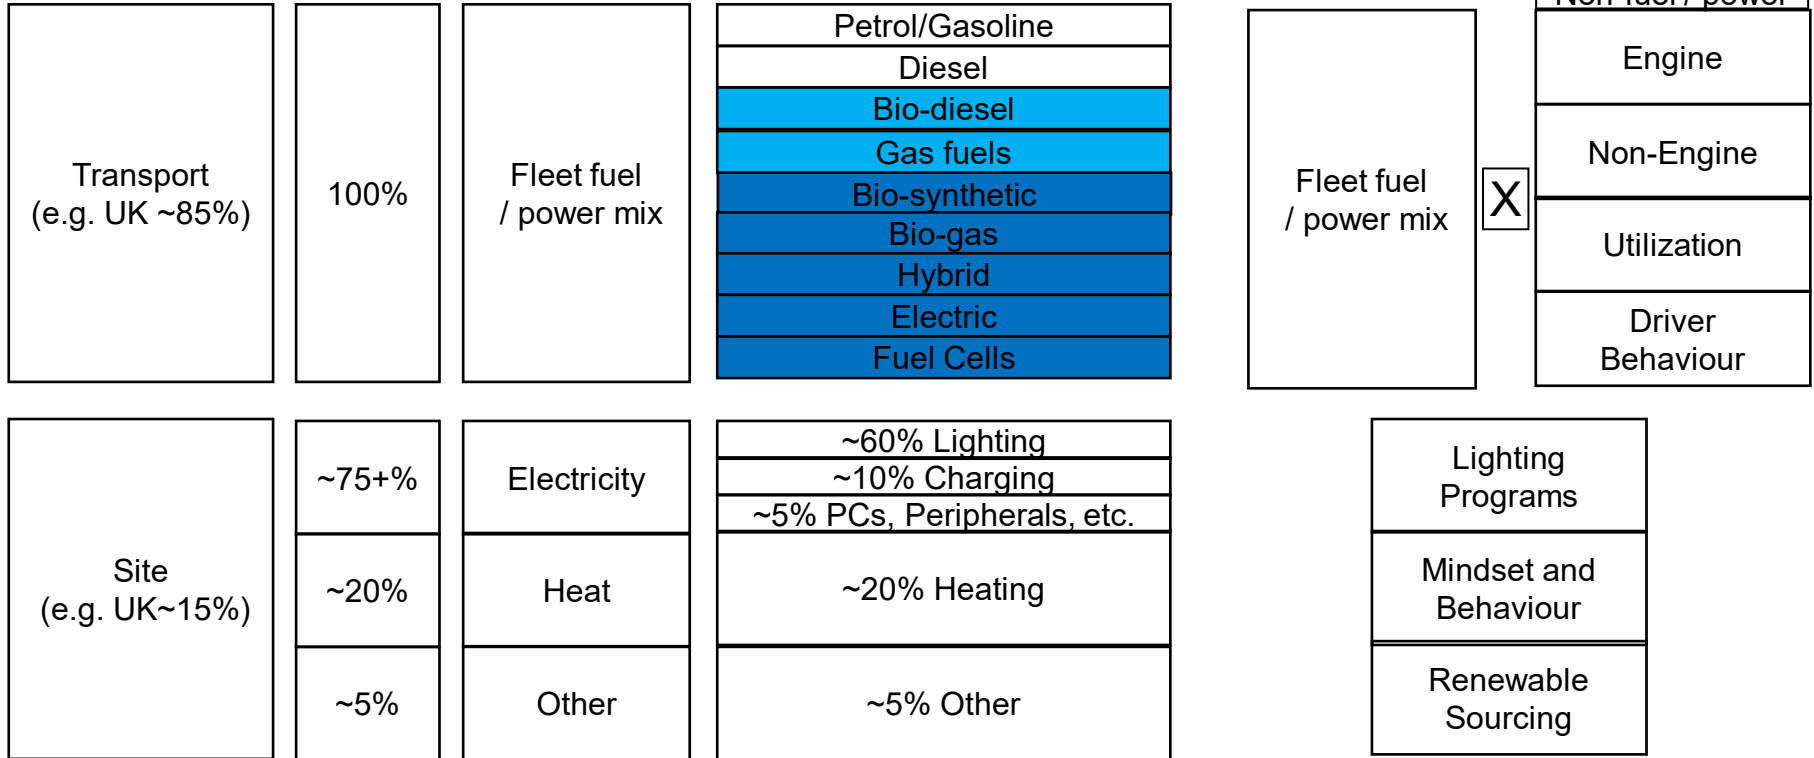 Non-fuel / power
Transport
(e.g. UK ~85%)
100%
Fleet fuel
/ power mix
Petrol/Gasoline
Diesel
Bio-diesel
Gas fuels
Bio-synthetic
Bio-gas
Hybrid
Electric
Fuel Cells
Fleet fuel
/ power mix
X
Engine
Non-Engine
Utilization
Driver
Behaviour
Site
(e.g. UK~15%)
~75+%
Electricity
~60% Lighting
~10% Charging
~5% PCs, Peripherals, etc.
~20%
Heat
~20% Heating
~5%
Other
~5% Other
Lighting
Programs
Mindset and
Behaviour
Renewable
Sourcing